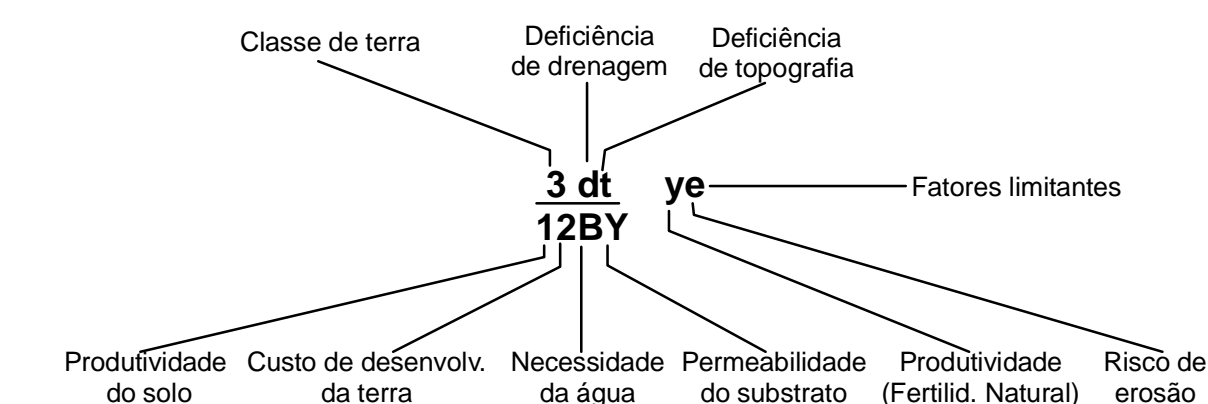 Classe de terra
Deficiência
de drenagem
Deficiência
de topografia
3 dt
ye
Fatores limitantes
12BY
Produtividade
do solo
Custo de desenvolv.
da terra
Necessidade
da água
Permeabilidade
do substrato
Produtividade
(Fertilid. Natural)
Risco de
erosão